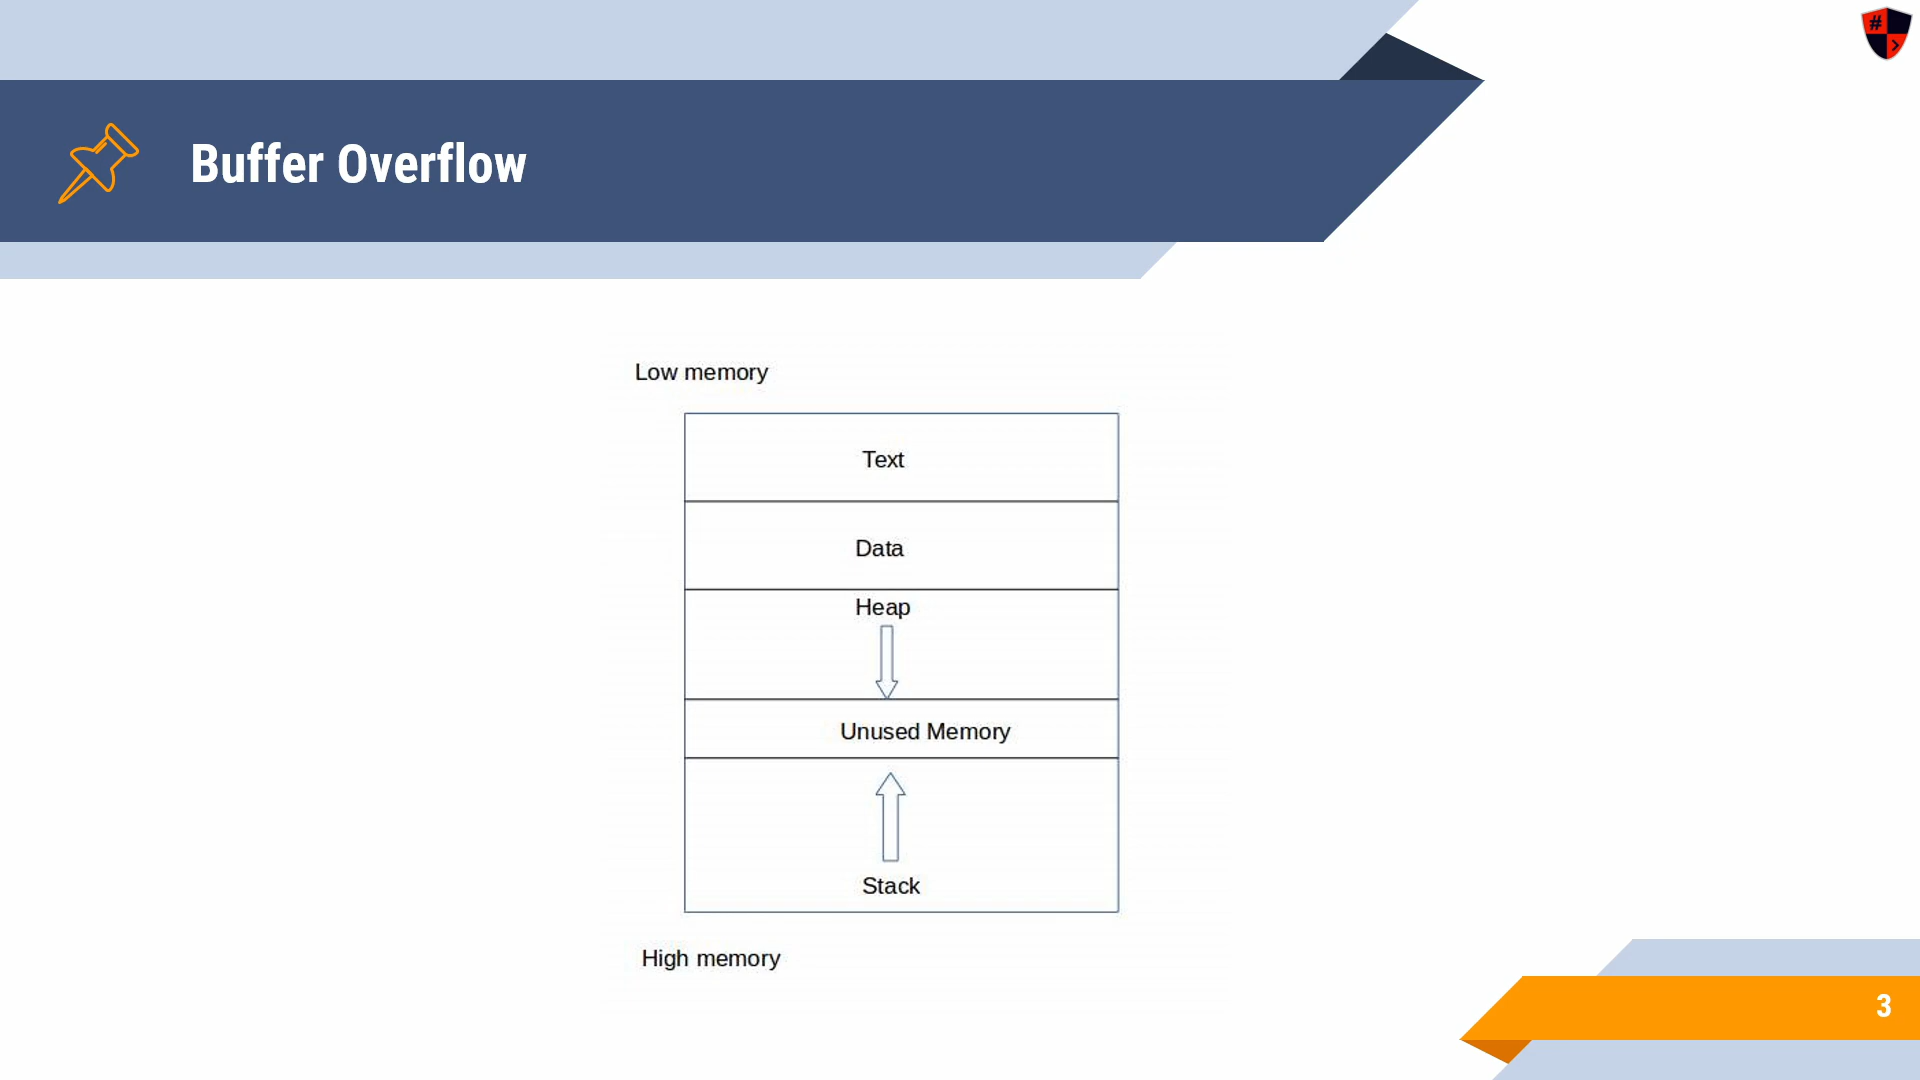 #
>
Buffer Overflow
Low memory
Text
Data
Heap
Unused Memory
Stack
High memory
3